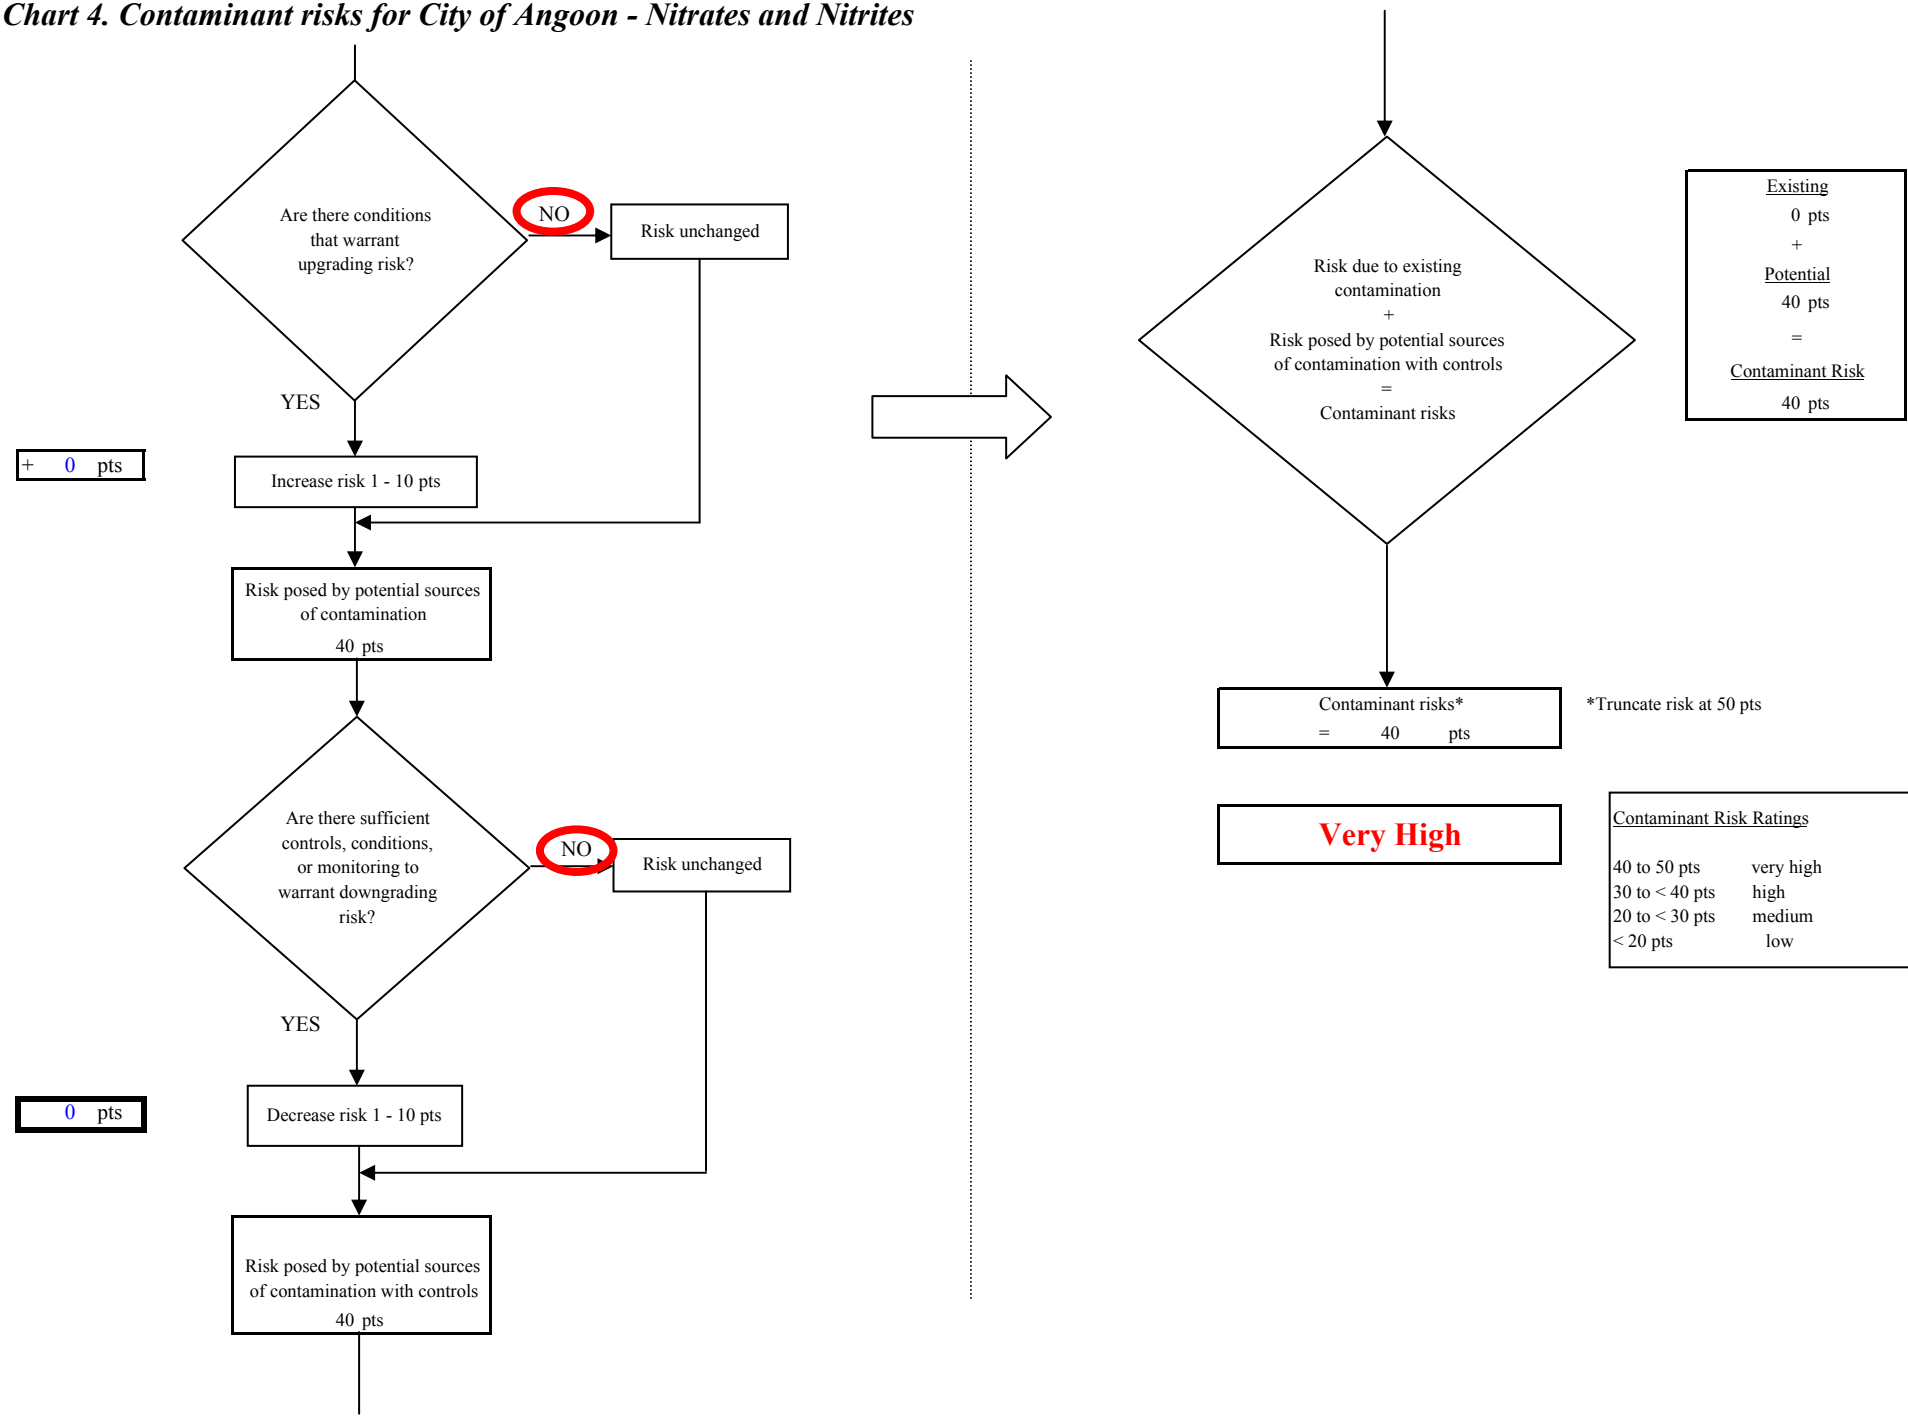 Chart 4. Contaminant risks for City of Angoon - Nitrates and Nitrites
Are there conditions
that warrant
upgrading risk?
NO
Risk unchanged
YES
+ 0 pts
Increase risk 1 - 10 pts
Risk posed by potential sources
of contamination
40 pts
Are there sufficient
controls, conditions,
or monitoring to
warrant downgrading
risk?
NO
Risk unchanged
YES
0 pts
Decrease risk 1 - 10 pts
Risk posed by potential sources
of contamination with controls
40 pts
Risk due to existing
contamination
+
Risk posed by potential sources
of contamination with controls
=
Contaminant risks
Existing
0 pts
+
Potential
40 pts
=
Contaminant Risk
40 pts
Contaminant risks*
= 40 pts
*Truncate risk at 50 pts
Very High
Contaminant Risk Ratings
40 to 50 pts very high
30 to < 40 pts high
20 to < 30 pts medium
< 20 pts low